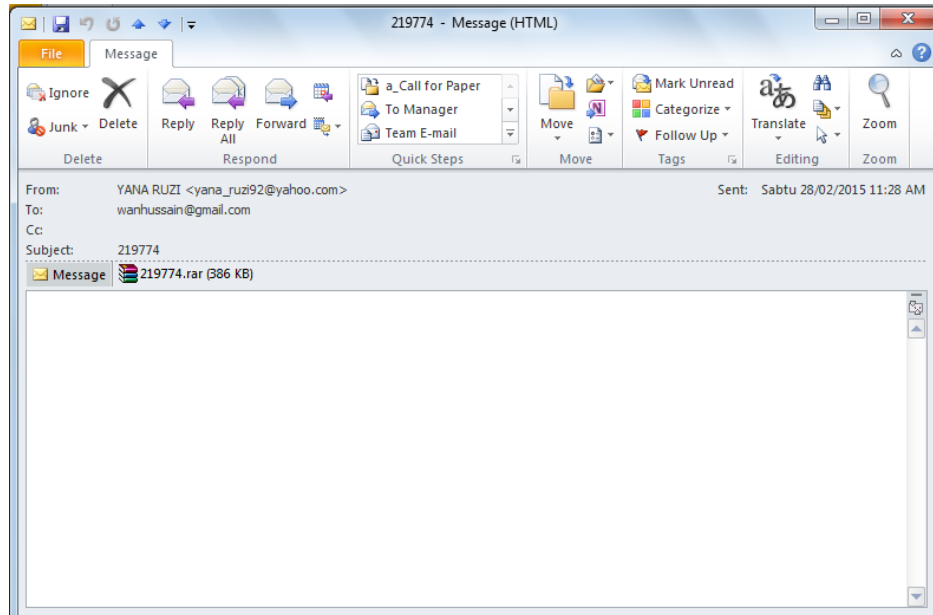 219774 - Message (HTML)
File Message
Ignore
Junk
Delete
Reply
Reply All
Forward
a_Call for Paper
To Manager
Team E-mail
Move
Mark Unread
Categorize
Follow Up
Translate
Zoom
Delete Respond Quick Steps Move Tags Editing Zoom
From: YANA RUZI <yana_ruzi92@yahoo.com> Sent: Sabtu 28/02/2015 11:28 AM
To: wanhussain@gmail.com
Cc:
Subject: 219774
Message 219774.rar (386 KB)